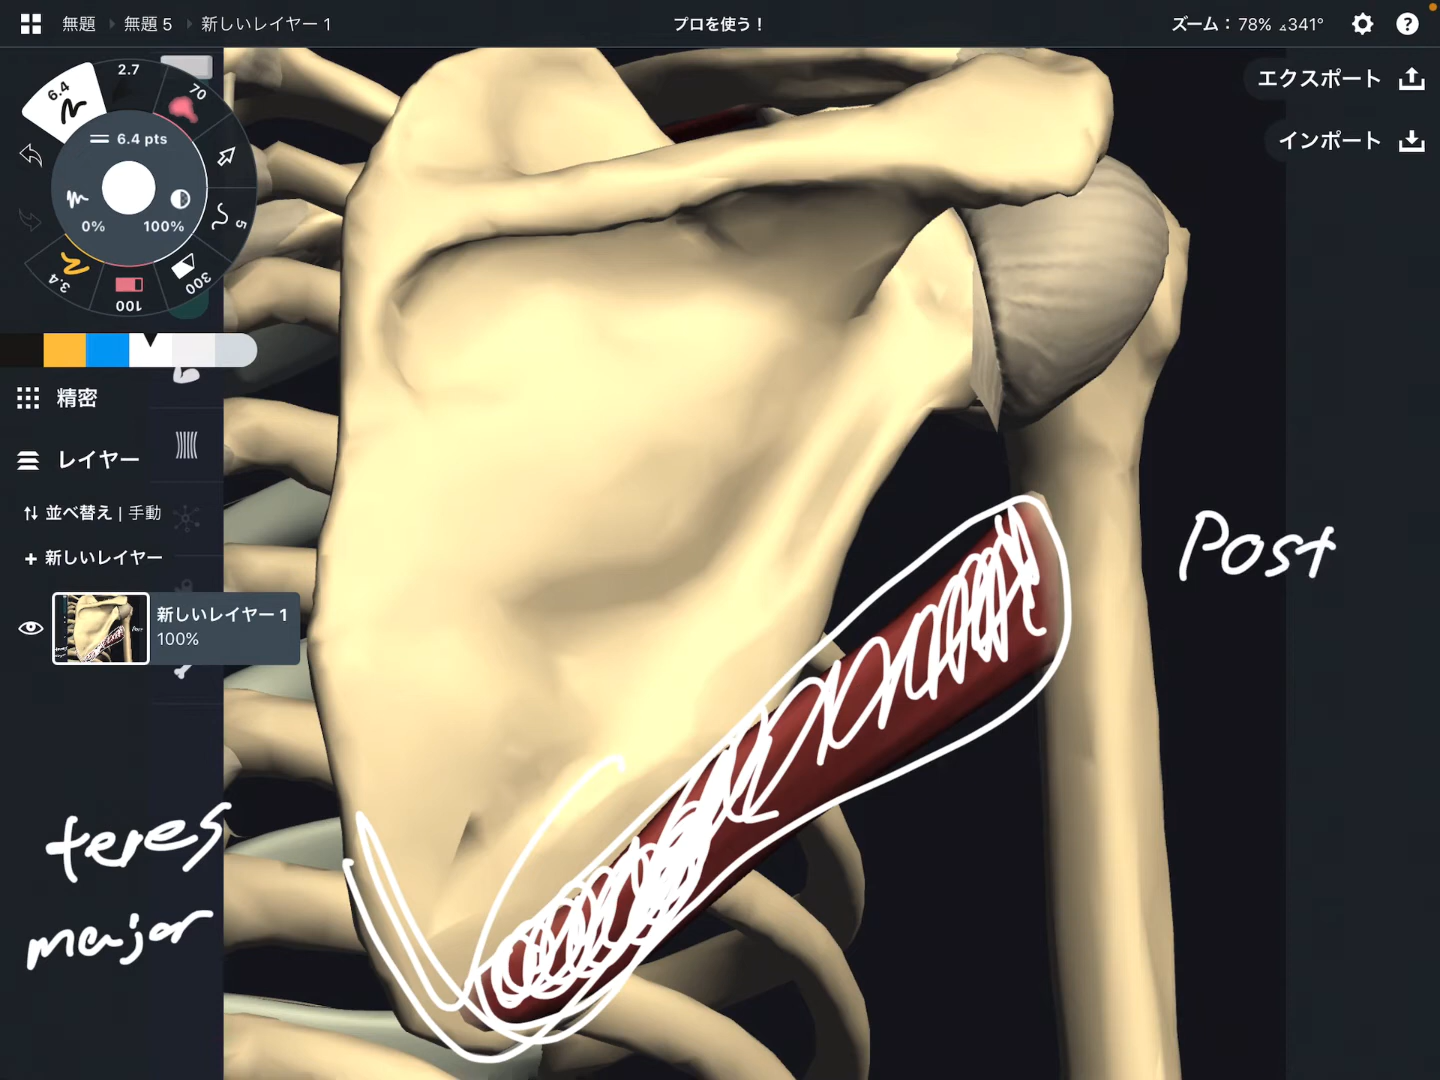 無題 無題 5 新しいレイヤー 1
プロを使う！
ズーム： 78% ⦟341°
エクスポート
インポート
2.7
6.4
70
6.4 pts
0% 100%
5
3.4
100
300
精密
レイヤー
並べ替え | 手動
+ 新しいレイヤー
新しいレイヤー 1
100%
Post
teres
major